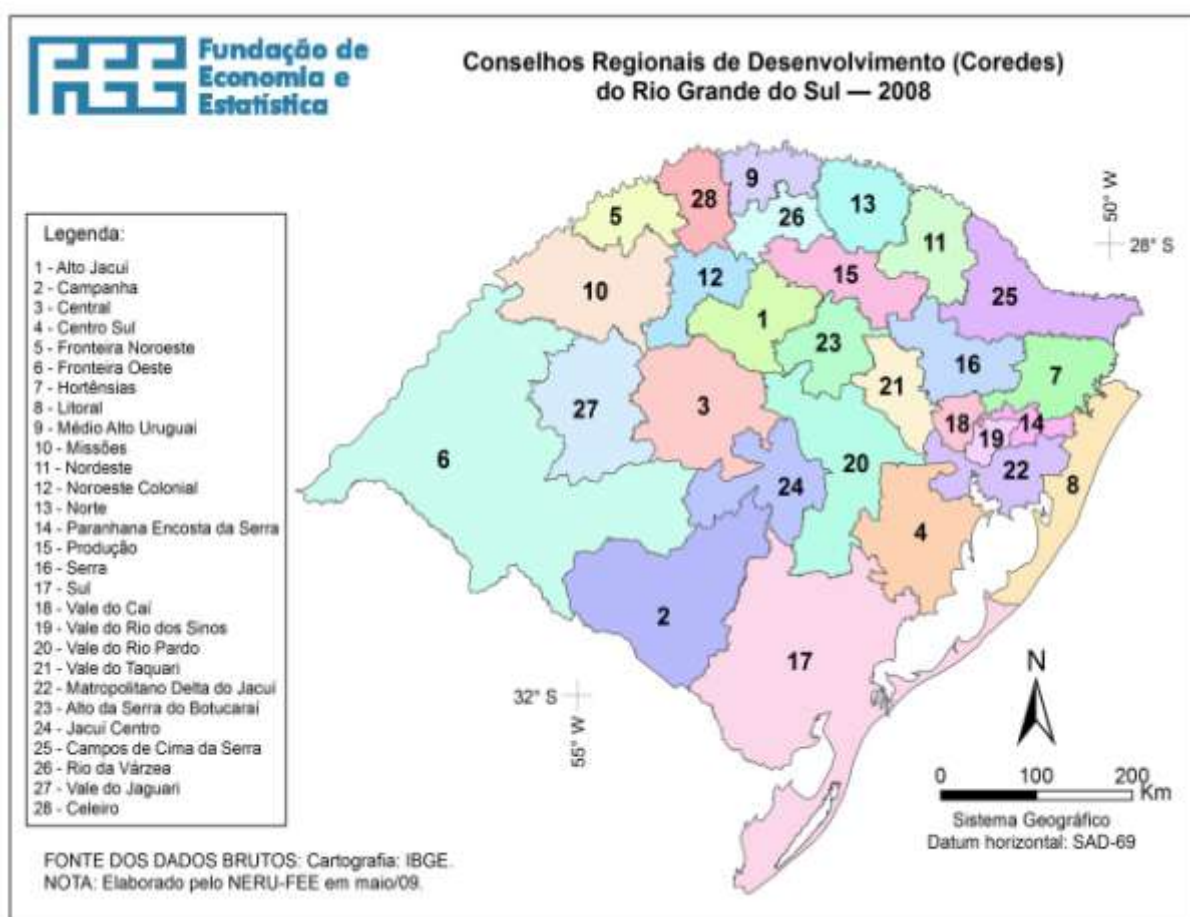 Fundação de
Economia e
Estatística
Conselhos Regionais de Desenvolvimento (Coredes)
do Rio Grande do Sul — 2008
Legenda:
1 - Alto Jacuí
2 - Campanha
3 - Central
4 - Centro Sul
5 - Fronteira Noroeste
6 - Fronteira Oeste
7 - Hortênsias
8 - Litoral
9 - Médio Alto Uruguai
10 - Missões
11 - Nordeste
12 - Noroeste Colonial
13 - Norte
14 - Paranhana Encosta da Serra
15 - Produção
16 - Serra
17 - Sul
18 - Vale do Caí
19 - Vale do Rio dos Sinos
20 - Vale do Rio Pardo
21 - Vale do Taquari
22 - Matropolitano Delta do Jacuí
23 - Alto da Serra do Botucaraí
24 - Jacuí Centro
25 - Campos de Cima da Serra
26 - Rio da Várzea
27 - Vale do Jaguari
28 - Celeiro
50° W
28° S
9
28
5
26
13
11
12
15
10
25
1
23
16
7
21
27
3
18
14
19
6
20
22
24
8
4
2
17
32° S
55° W
N
0 100 200
Km
Sistema Geográfico
Datum horizontal: SAD-69
FONTE DOS DADOS BRUTOS: Cartografia: IBGE.
NOTA: Elaborado pelo NERU-FEE em maio/09.